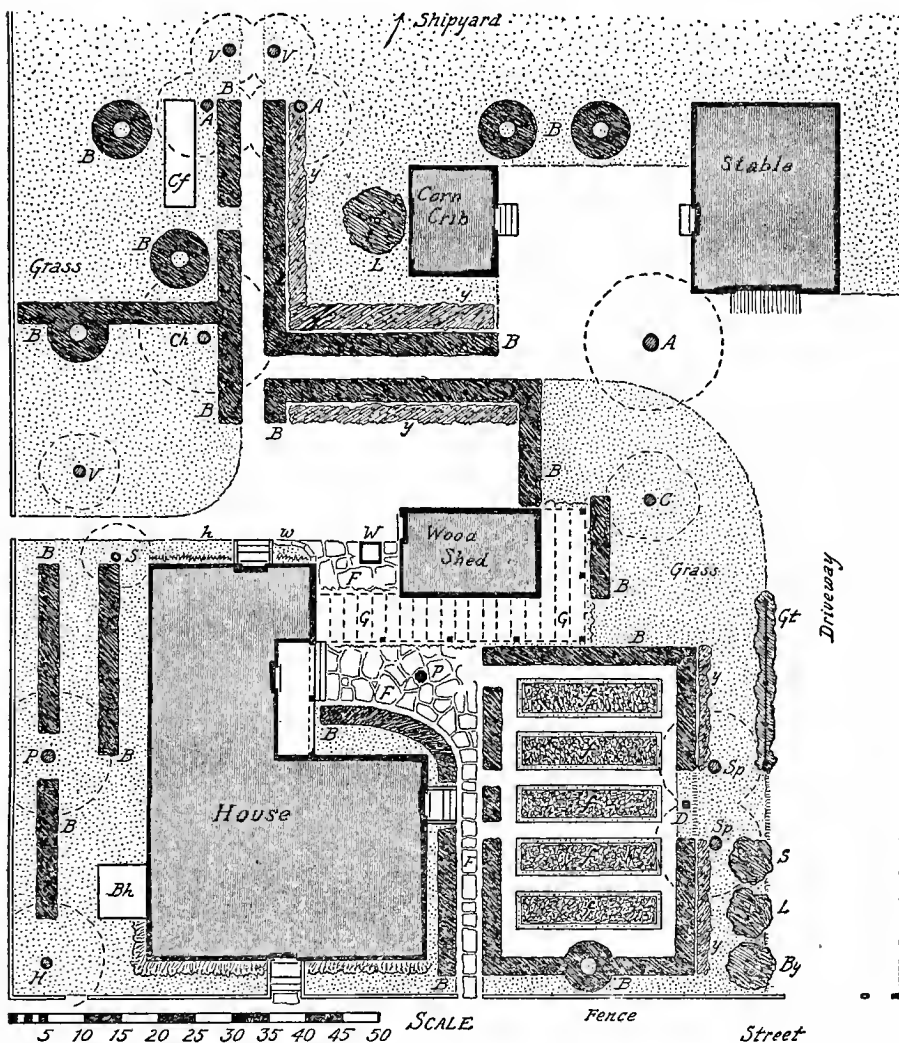 Shipyard
V V
B
A A
B
B
Cf
y
Stable
Corn
Crib
L
B
Grass
y
B
Ch
B
A
B
B
y
V
B
C
h w W
Wood
Shed
B
S
F
Grass
B
G G
B
Gt
Driveway
P
F
y
f
B
P
B
f
Sp
House
f
D
B
Sp
F
f
S
Bh
f
L
y
H
B
B
By
5 10 15 20 25 30 35 40 45 50 SCALE
Fence
Street